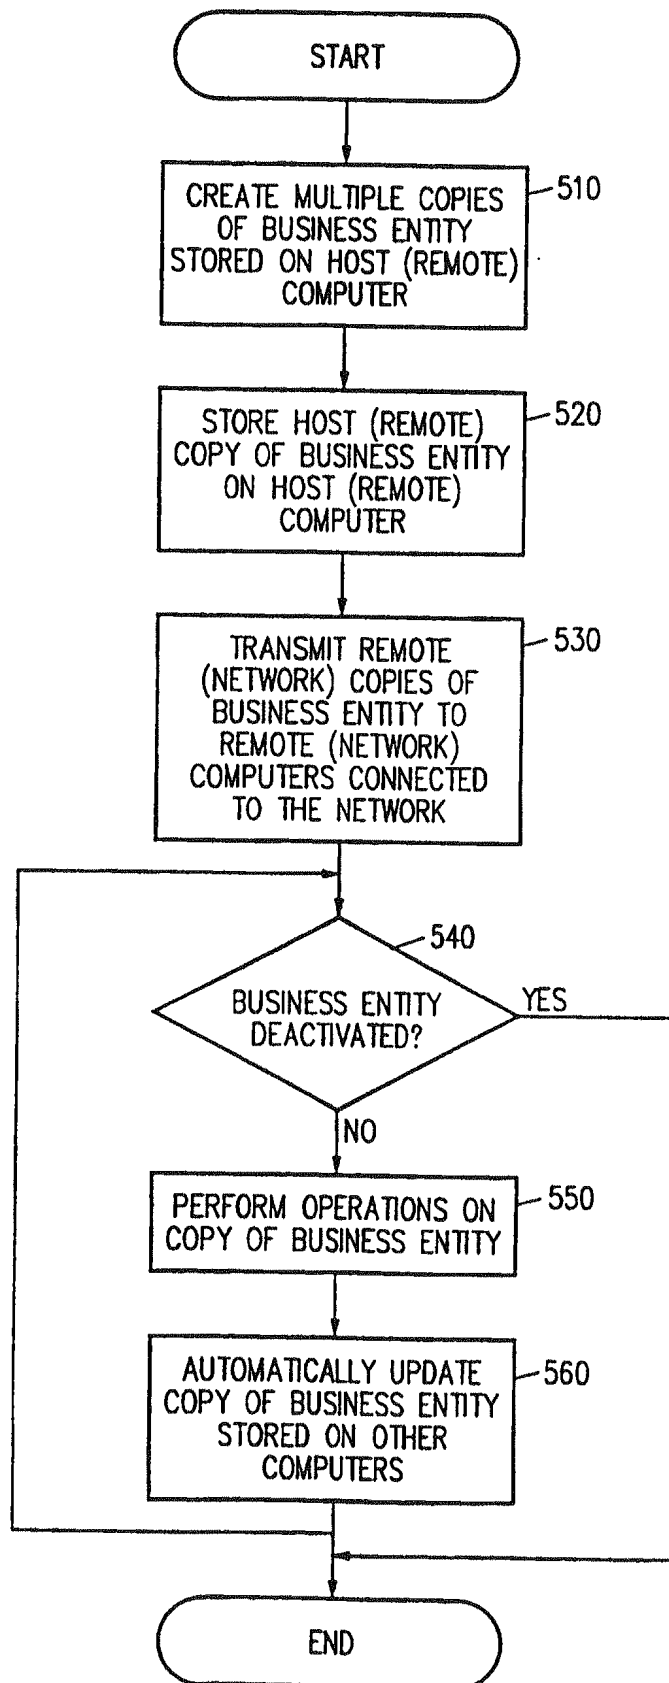 START
510
CREATE MULTIPLE COPIES
OF BUSINESS ENTITY
STORED ON HOST (REMOTE)
COMPUTER
520
STORE HOST (REMOTE)
COPY OF BUSINESS ENTITY
ON HOST (REMOTE)
COMPUTER
530
TRANSMIT REMOTE
(NETWORK) COPIES OF
BUSINESS ENTITY TO
REMOTE (NETWORK)
COMPUTERS CONNECTED
TO THE NETWORK
540
BUSINESS ENTITY
DEACTIVATED?
YES
NO
550
PERFORM OPERATIONS ON
COPY OF BUSINESS ENTITY
560
AUTOMATICALLY UPDATE
COPY OF BUSINESS ENTITY
STORED ON OTHER
COMPUTERS
END